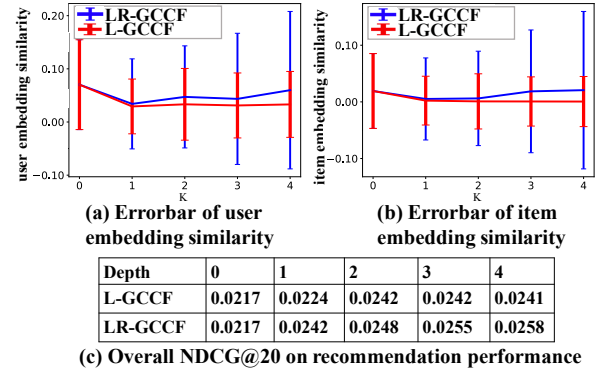 LR-GCCF
L-GCCF
user embedding similarity
0.20
0.10
0.00
−0.10
0 1 2 3 4
K
(a) Errorbar of user
embedding similarity
LR-GCCF
L-GCCF
item embedding similarity
0.10
0.00
−0.10
0 1 2 3 4
K
(b) Errorbar of item
embedding similarity
Depth 0 1 2 3 4
L-GCCF 0.0217 0.0224 0.0242 0.0242 0.0241
LR-GCCF 0.0217 0.0242 0.0248 0.0255 0.0258
(c) Overall NDCG@20 on recommendation performance